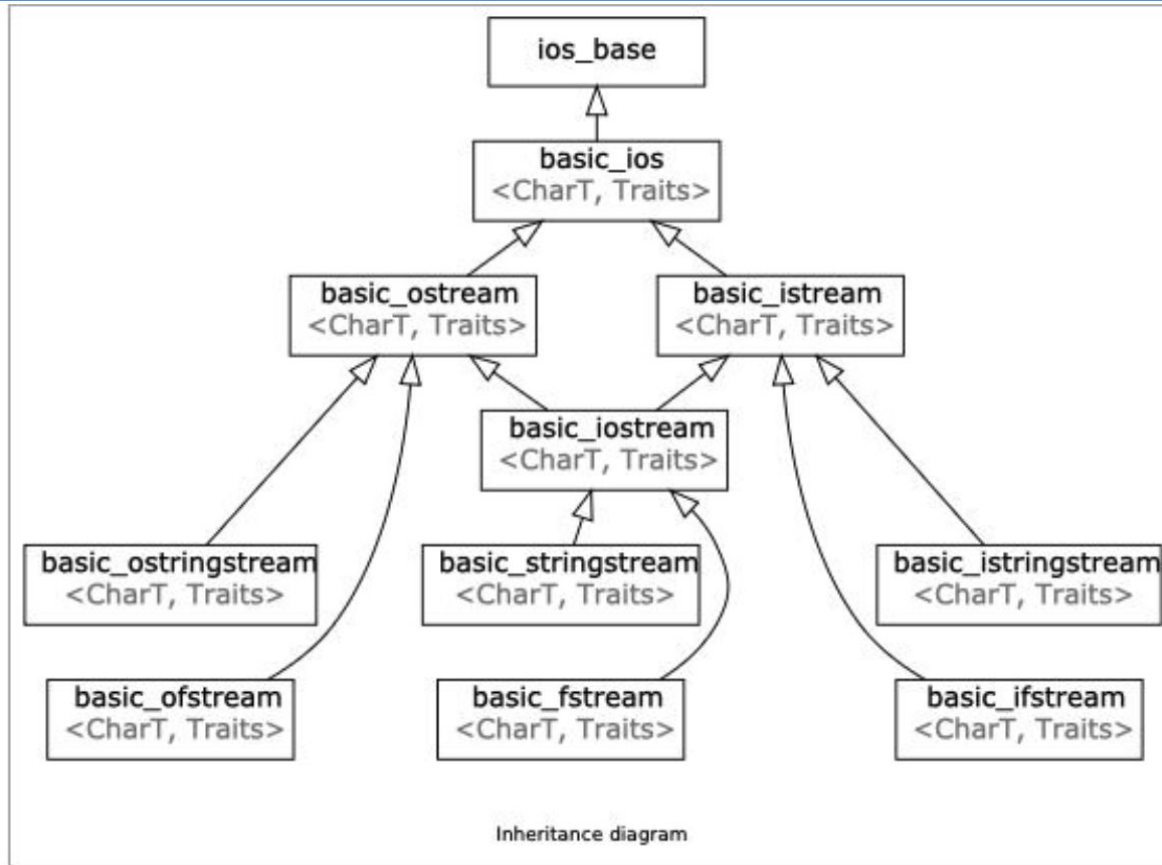 ios_base
basic_ios
<CharT, Traits>
basic_ostream
<CharT, Traits>
basic_istream
<CharT, Traits>
basic_iostream
<CharT, Traits>
basic_ostringstream
<CharT, Traits>
basic_stringstream
<CharT, Traits>
basic_istringstream
<CharT, Traits>
basic_ofstream
<CharT, Traits>
basic_fstream
<CharT, Traits>
basic_ifstream
<CharT, Traits>
Inheritance diagram